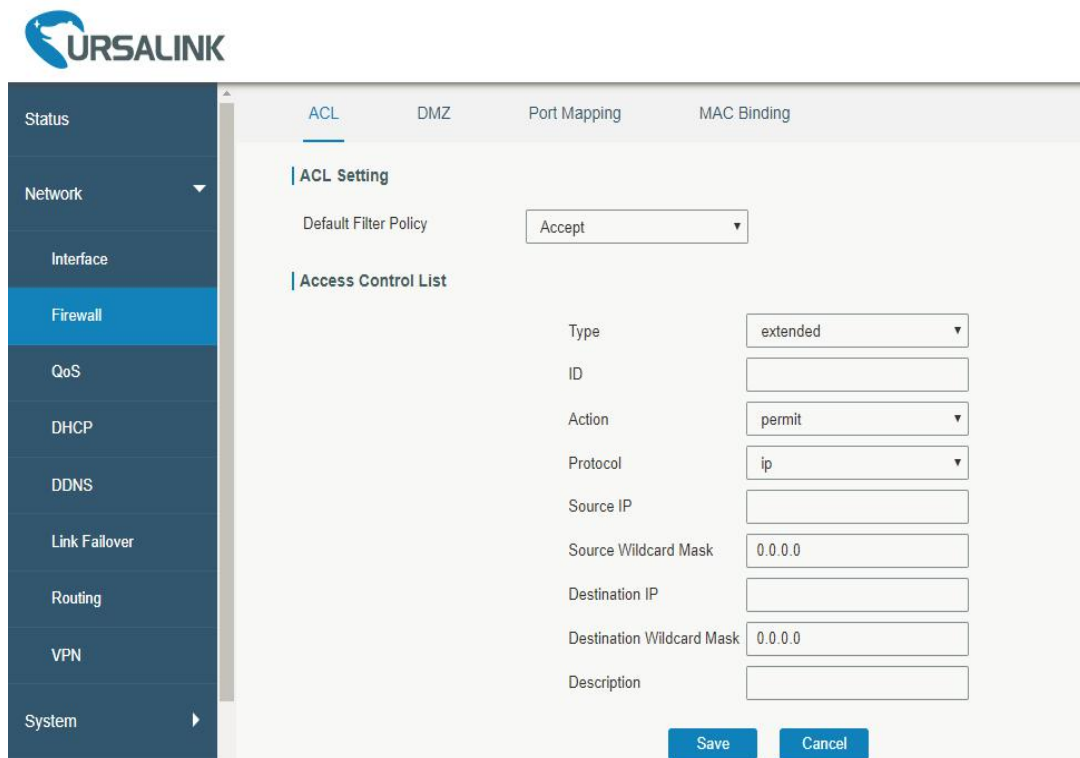 URSALINK
Status
Network
Interface
Firewall
QoS
DHCP
DDNS
Link Failover
Routing
VPN
System
ACL DMZ Port Mapping MAC Binding
ACL Setting
Default Filter Policy Accept
Access Control List
Type extended
ID
Action permit
Protocol ip
Source IP
Source Wildcard Mask 0.0.0.0
Destination IP
Destination Wildcard Mask 0.0.0.0
Description
Save Cancel